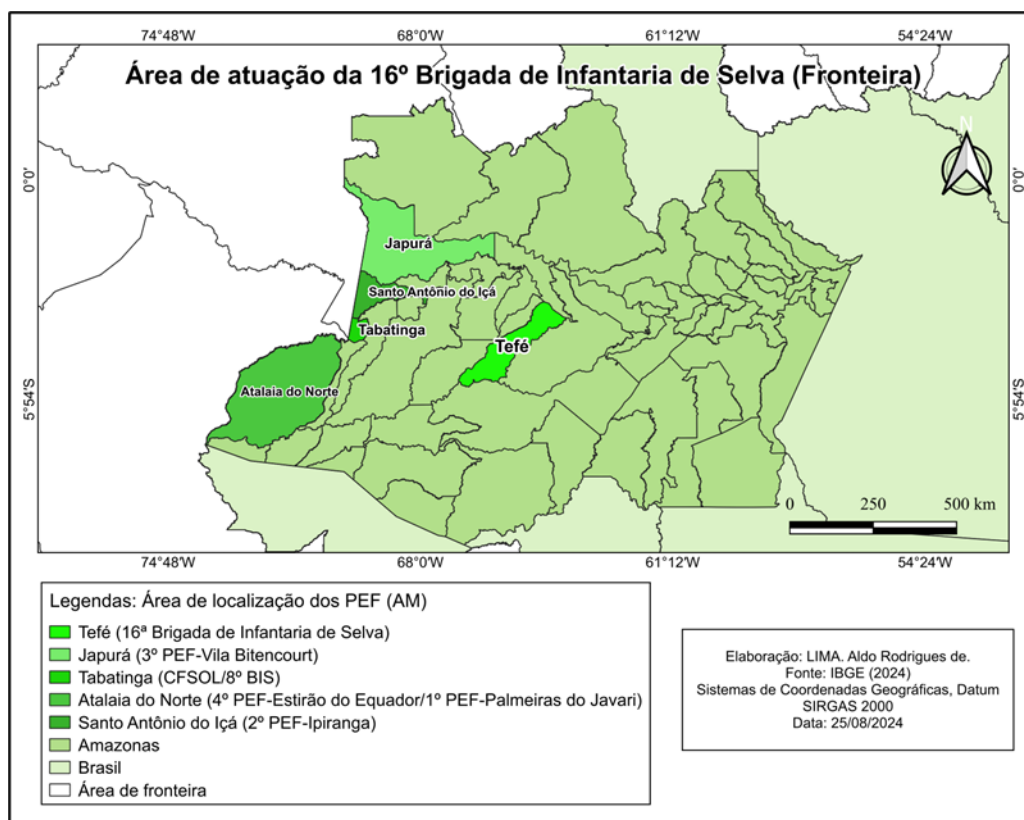 74°48'W 68°0'W 61°12'W 54°24'W
Área de atuação da 16º Brigada de Infantaria de Selva (Fronteira)
N
0°0' 0°0'
Japurá
Santo Antônio do Içá
Tabatinga
Tefé
Atalaia do Norte
5°54'S 5°54'S
0 250 500 km
74°48'W 68°0'W 61°12'W 54°24'W
Legendas: Área de localização dos PEF (AM)
Tefé (16ª Brigada de Infantaria de Selva)
Japurá (3º PEF-Vila Bitencourt)
Tabatinga (CFSOL/8º BIS)
Atalaia do Norte (4º PEF-Estirão do Equador/1º PEF-Palmeiras do Javari)
Santo Antônio do Içá (2º PEF-Ipiranga)
Amazonas
Brasil
Área de fronteira
Elaboração: LIMA. Aldo Rodrigues de.
Fonte: IBGE (2024)
Sistemas de Coordenadas Geográficas, Datum
SIRGAS 2000
Data: 25/08/2024